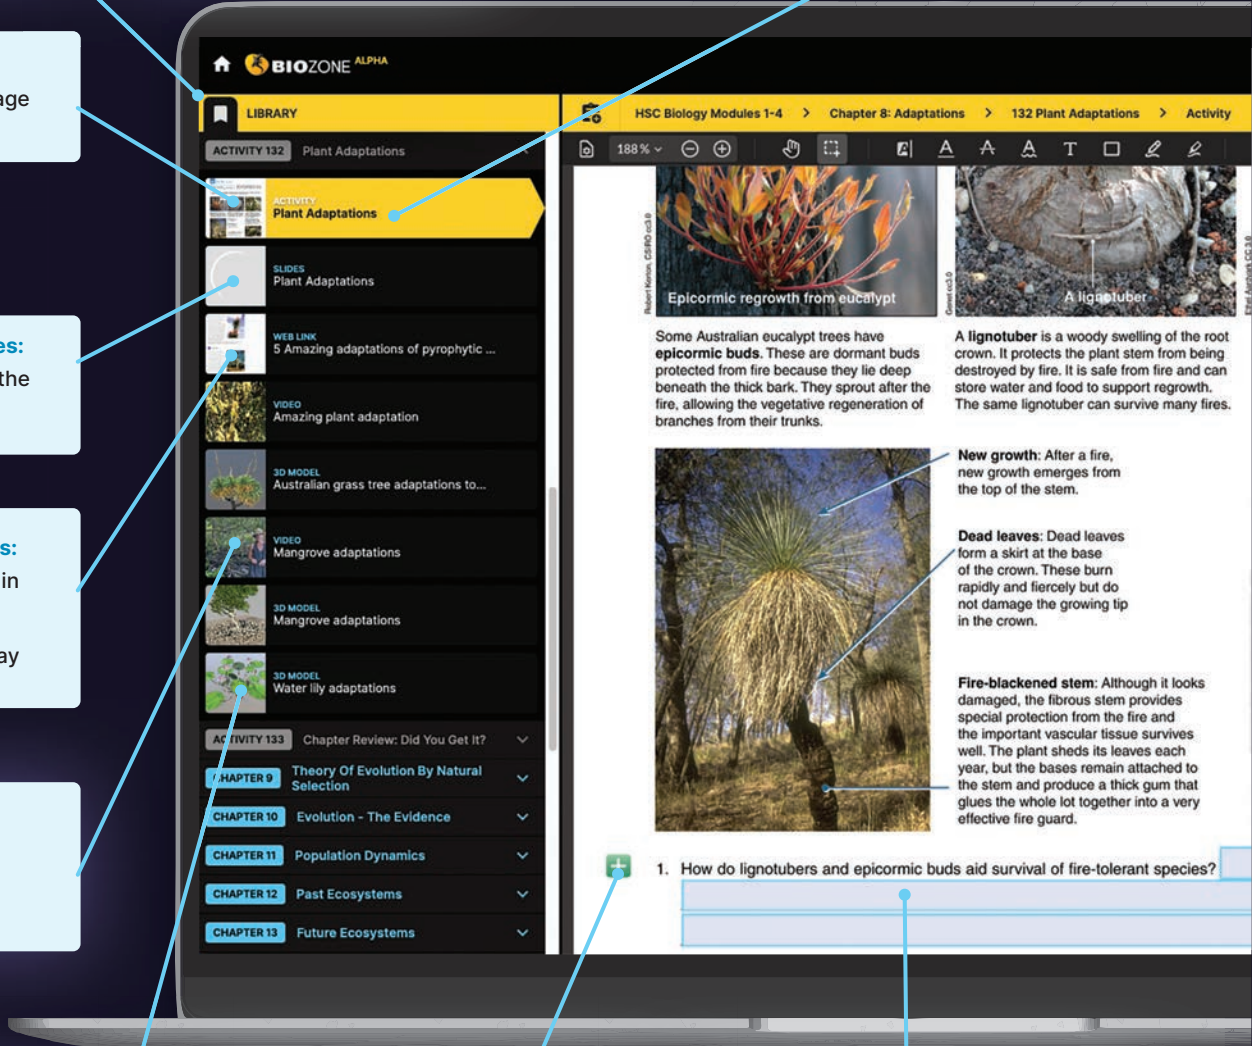 age
es:
the
s:
in
ay
BIOZONE ALPHA
LIBRARY
ACTIVITY 132 Plant Adaptations
ACTIVITY
Plant Adaptations
SLIDES
Plant Adaptations
WEB LINK
5 Amazing adaptations of pyrophytic ...
VIDEO
Amazing plant adaptation
3D MODEL
Australian grass tree adaptations to...
VIDEO
Mangrove adaptations
3D MODEL
Mangrove adaptations
3D MODEL
Water lily adaptations
ACTIVITY 133 Chapter Review: Did You Get It?
CHAPTER 9 Theory Of Evolution By Natural
Selection
CHAPTER 10 Evolution - The Evidence
CHAPTER 11 Population Dynamics
CHAPTER 12 Past Ecosystems
CHAPTER 13 Future Ecosystems
HSC Biology Modules 1-4 > Chapter 8: Adaptations > 132 Plant Adaptations > Activity
188%
Epicormic regrowth from eucalypt
A lignotuber
Some Australian eucalypt trees have
epicormic buds. These are dormant buds
protected from fire because they lie deep
beneath the thick bark. They sprout after the
fire, allowing the vegetative regeneration of
branches from their trunks.
A lignotuber is a woody swelling of the root
crown. It protects the plant stem from being
destroyed by fire. It is safe from fire and can
store water and food to support regrowth.
The same lignotuber can survive many fires.
New growth: After a fire,
new growth emerges from
the top of the stem.
Dead leaves: Dead leaves
form a skirt at the base
of the crown. These burn
rapidly and fiercely but do
not damage the growing tip
in the crown.
Fire-blackened stem: Although it looks
damaged, the fibrous stem provides
special protection from the fire and
the important vascular tissue survives
well. The plant sheds its leaves each
year, but the bases remain attached to
the stem and produce a thick gum that
glues the whole lot together into a very
effective fire guard.
1. How do lignotubers and epicormic buds aid survival of fire-tolerant species?